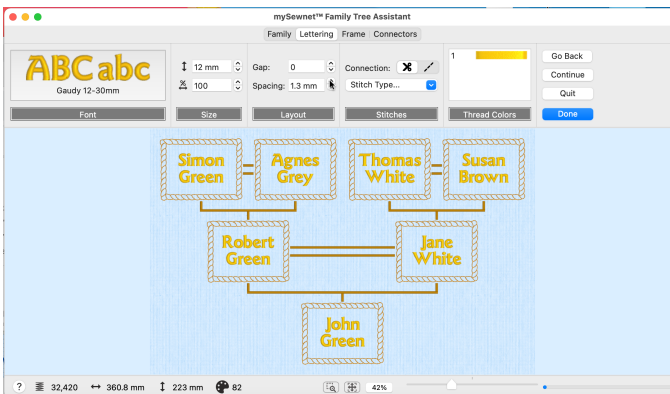 mySewnet™ Family Tree Assistant
Family Lettering Frame Connectors
ABC abc
Gaudy 12-30mm
Font
12 mm
100
Size
Gap: 0
Spacing: 1.3 mm
Layout
Connection:
Stitch Type...
Stitches
1
Thread Colors
Go Back
Continue
Quit
Done
Simon
Green
Agnes
Grey
Thomas
White
Susan
Brown
Robert
Green
Jane
White
John
Green
? 32,420 360.8 mm 223 mm 82 42%